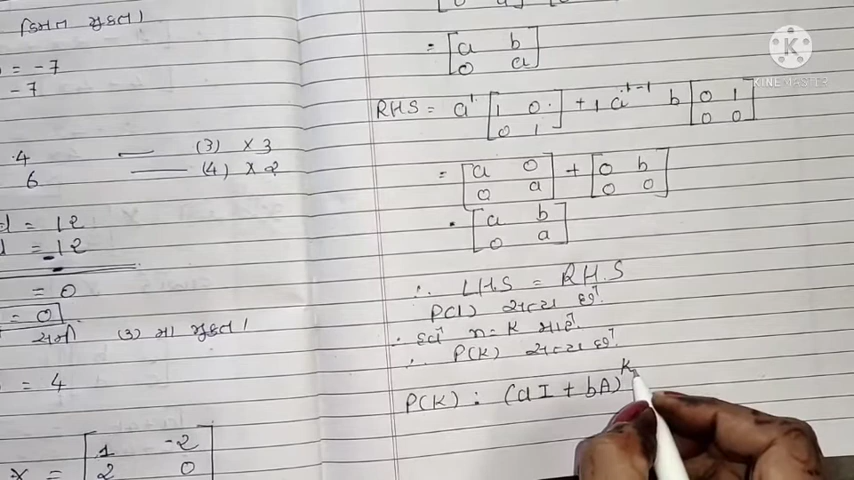 કિંમત મુકતા
= -7
-7
4 — (3) × 3
6 — (4) × 2
d = 12
= -12
= 0
= 0
(3) માં મુકતા
= 4
x = [1 -2
2 0]
= [a b
0 a]
RHS = a¹ [1 0
0 1] + 1 a¹⁻¹ b [0 1
0 0]
= [a 0
0 a] + [0 b
0 0]
[a b
0 a]
∴ LHS = R.H.S
P(1) સત્ય છે.
∴ હવે n = K માટે.
∴ P(K) સત્ય છે.
P(K) : (aI + bA)ᴷ
K
KINEMASTER